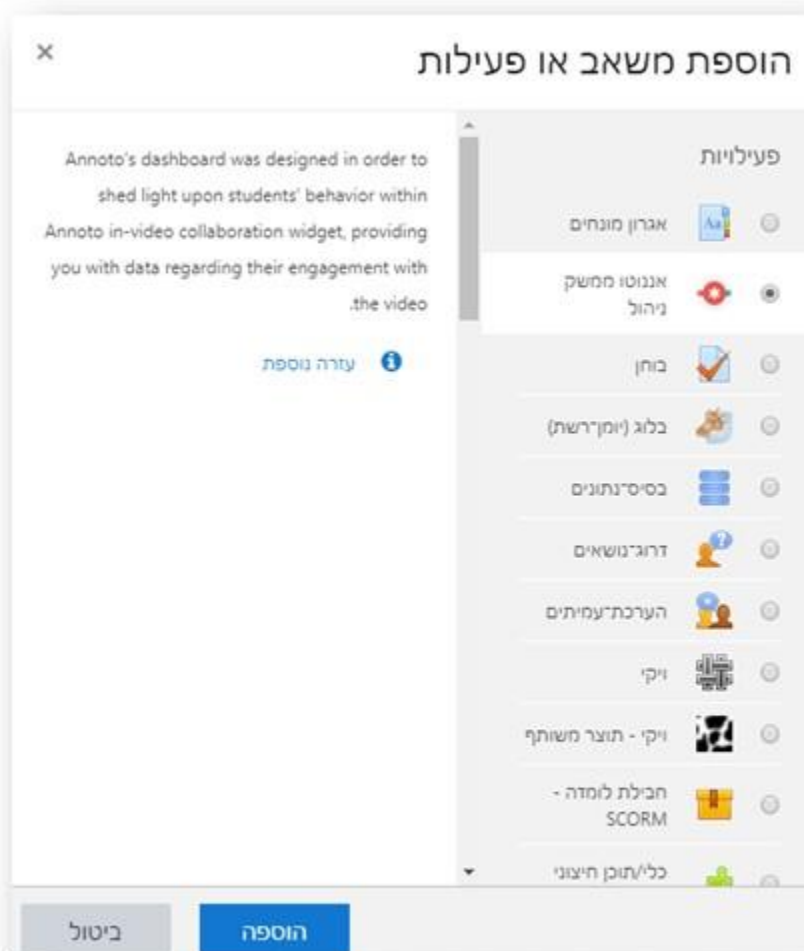 הוספת משאב או פעילות
×
פעילויות
אגרון מונחים
אננוטו ממשק
ניהול
בוחן
בלוג (יומן־רשת)
בסיס־נתונים
דרוג־נושאים
הערכת־עמיתים
ויקי
ויקי - תוצר משותף
חבילת לומדה -
SCORM
כלי/תוכן חיצוני
Annoto's dashboard was designed in order to
shed light upon students' behavior within
Annoto in-video collaboration widget, providing
you with data regarding their engagement with
the video.
עזרה נוספת
הוספה
ביטול